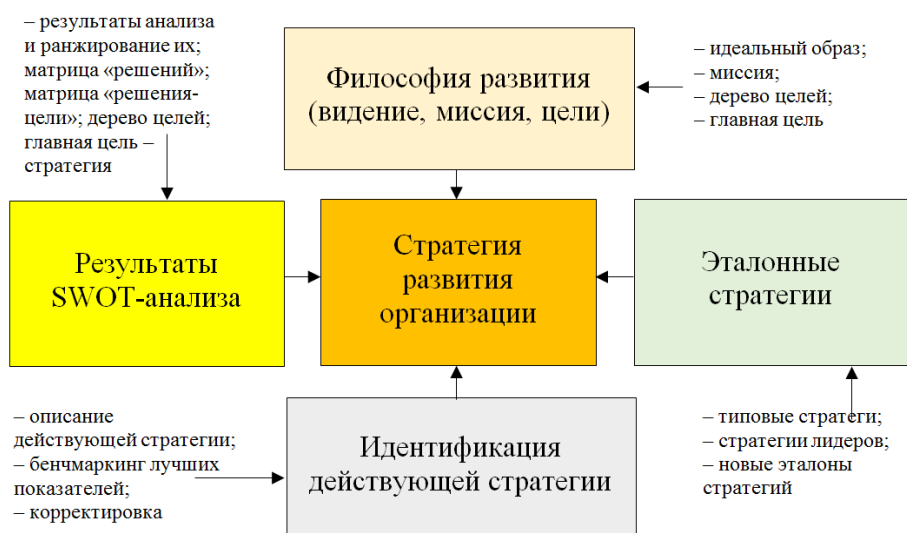 – результаты анализа
и ранжирование их;
матрица «решений»;
матрица «решения-
цели»; дерево целей;
главная цель –
стратегия
Философия развития
(видение, миссия, цели)
– идеальный образ;
– миссия;
– дерево целей;
– главная цель
Результаты
SWOT-анализа
Стратегия
развития
организации
Эталонные
стратегии
– описание
действующей стратегии;
– бенчмаркинг лучших
показателей;
– корректировка
Идентификация
действующей стратегии
– типовые стратеги;
– стратегии лидеров;
– новые эталоны
стратегий